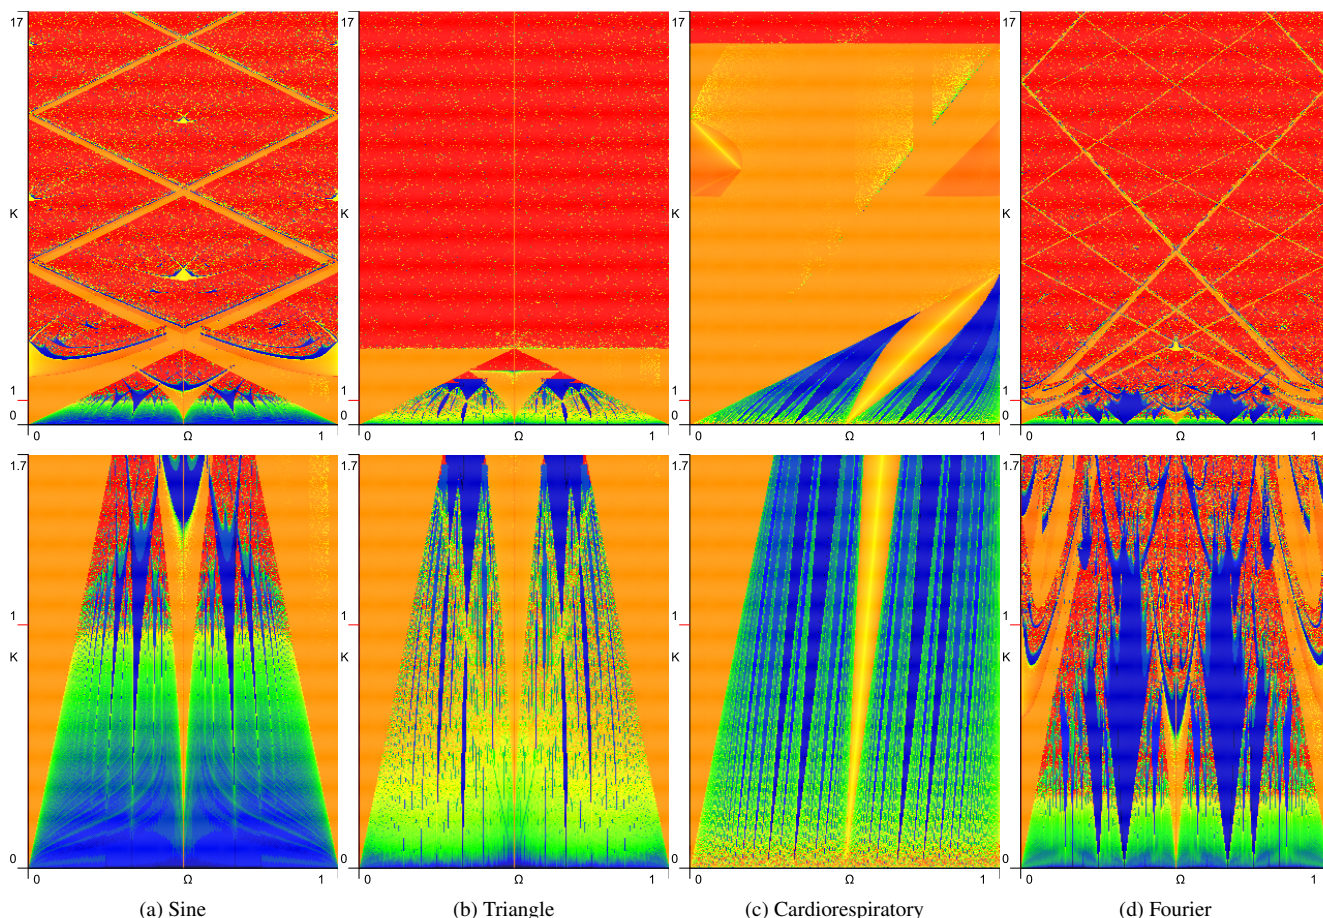 17 17 17 17
K K K K
1 1 1 1
0 0 0 0
0 Ω 1 0 Ω 1 0 Ω 1 0 Ω 1
1.7 1.7 1.7 1.7
1 1 1 1
K K K K
0 0 0 0
0 Ω 1 0 Ω 1 0 Ω 1 0 Ω 1
(a) Sine (b) Triangle (c) Cardiorespiratory (d) Fourier